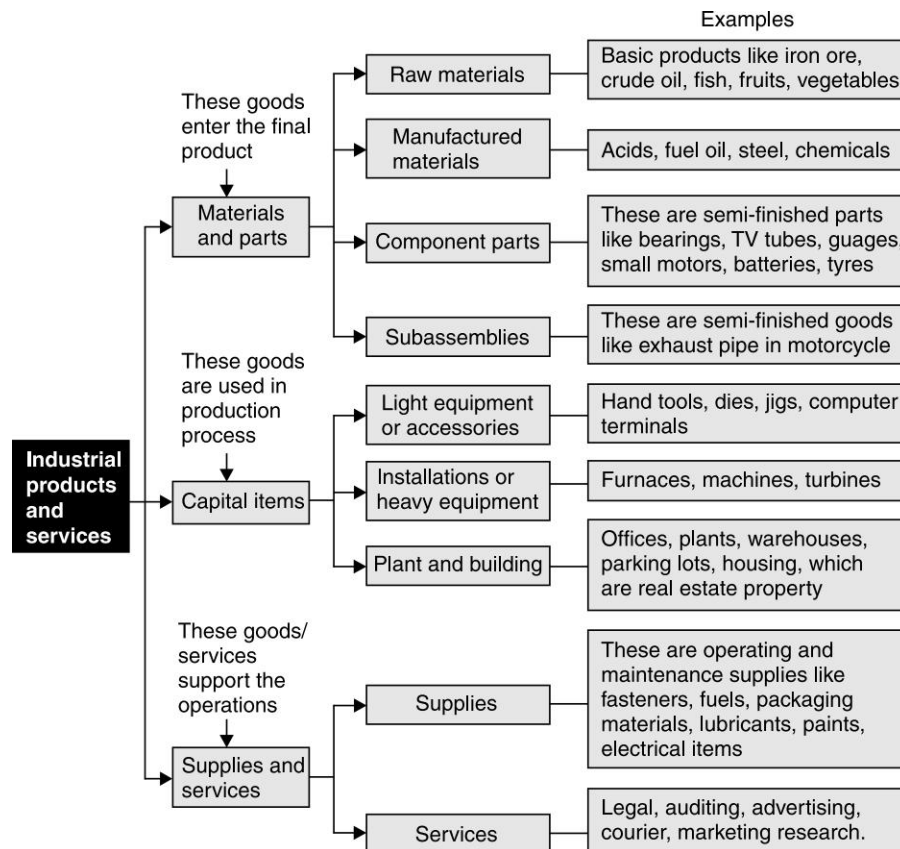 Examples
Raw materials
Basic products like iron ore,
crude oil, fish, fruits, vegetables
These goods
enter the final
product
Manufactured
materials
Acids, fuel oil, steel, chemicals
Materials
and parts
Component parts
These are semi-finished parts
like bearings, TV tubes, guages,
small motors, batteries, tyres
Subassemblies
These are semi-finished goods
like exhaust pipe in motorcycle
These goods
are used in
production
process
Light equipment
or accessories
Hand tools, dies, jigs, computer
terminals
Industrial
products
and
services
Capital items
Installations or
heavy equipment
Furnaces, machines, turbines
Plant and building
Offices, plants, warehouses,
parking lots, housing, which
are real estate property
These goods/
services
support the
operations
Supplies
These are operating and
maintenance supplies like
fasteners, fuels, packaging
materials, lubricants, paints,
electrical items
Supplies and
services
Services
Legal, auditing, advertising,
courier, marketing research.